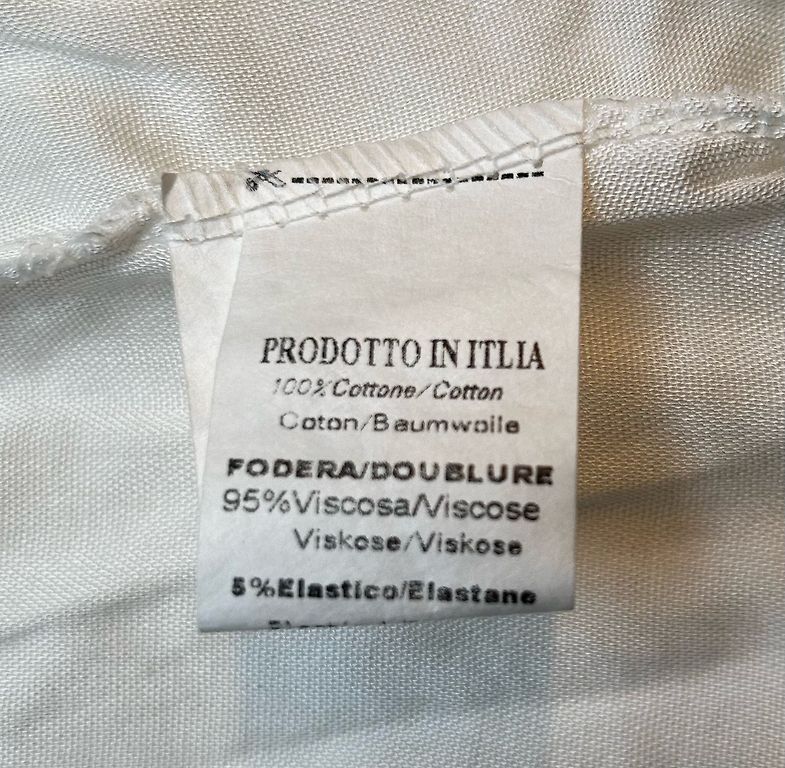 PRODOTTO IN ITLIA
100%Cottone/Cotton
Coton/Baumwolle
FODERA/DOUBLURE
95%Viscosa/Viscose
Viskose/Viskose
5%Elastico/Elastane